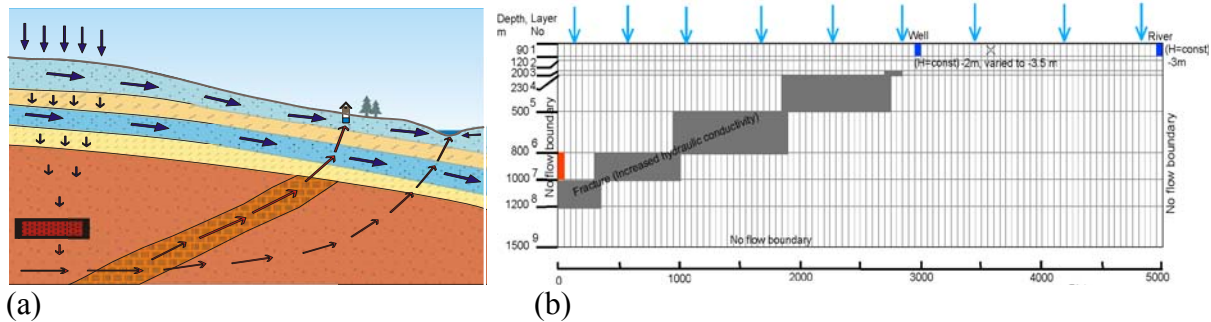 Depth, Layer
m No
Well
River
90 1
(H=const)
120 2
(H=const) -2m, varied to -3.5 m
-3m
200 3
230 4
500 5
800 6
1000 7
1200 8
1500 9
No flow boundary
Fracture (Increased hydraulic conductivity)
No flow boundary
No flow boundary
0 1000 2000 3000 4000 5000
(a)
(b)